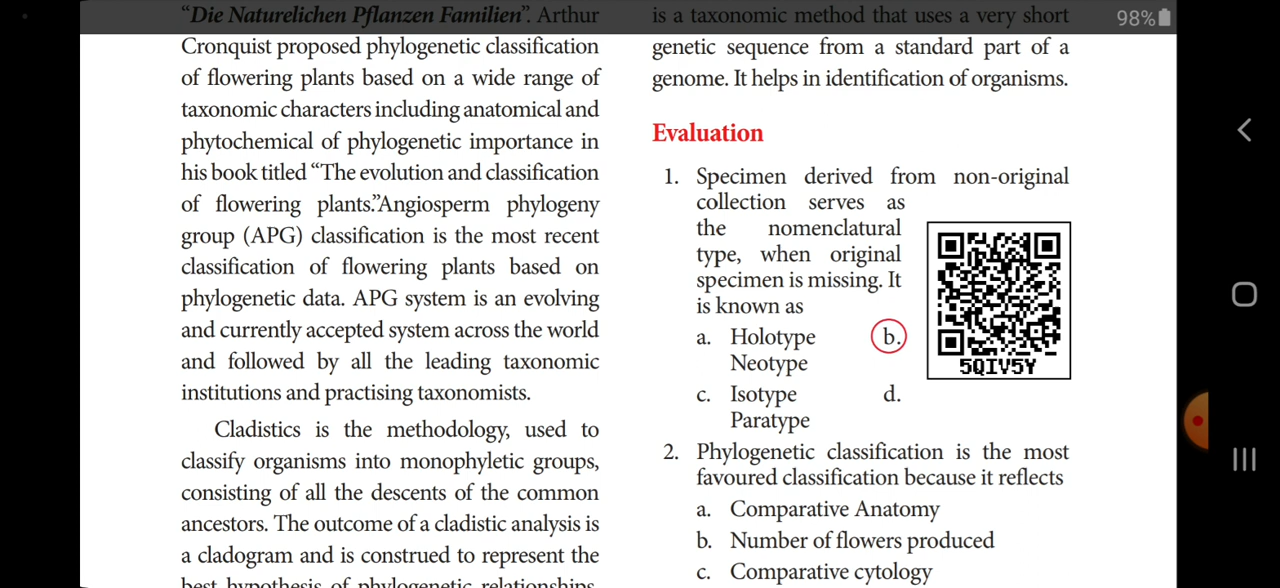 "Die Naturelichen Pflanzen Familien". Arthur
Cronquist proposed phylogenetic classification
of flowering plants based on a wide range of
taxonomic characters including anatomical and
phytochemical of phylogenetic importance in
his book titled “The evolution and classification
of flowering plants.”Angiosperm phylogeny
group (APG) classification is the most recent
classification of flowering plants based on
phylogenetic data. APG system is an evolving
and currently accepted system across the world
and followed by all the leading taxonomic
institutions and practising taxonomists.
Cladistics is the methodology, used to
classify organisms into monophyletic groups,
consisting of all the descents of the common
ancestors. The outcome of a cladistic analysis is
a cladogram and is construed to represent the
best hypothesis of phylogenetic relationships.
is a taxonomic method that uses a very short
genetic sequence from a standard part of a
genome. It helps in identification of organisms.
Evaluation
1. Specimen derived from non-original
collection serves as
the nomenclatural
type, when original
specimen is missing. It
is known as
a. Holotype b.
Neotype
c. Isotype d.
Paratype
5QIV5Y
2. Phylogenetic classification is the most
favoured classification because it reflects
a. Comparative Anatomy
b. Number of flowers produced
c. Comparative cytology
98%